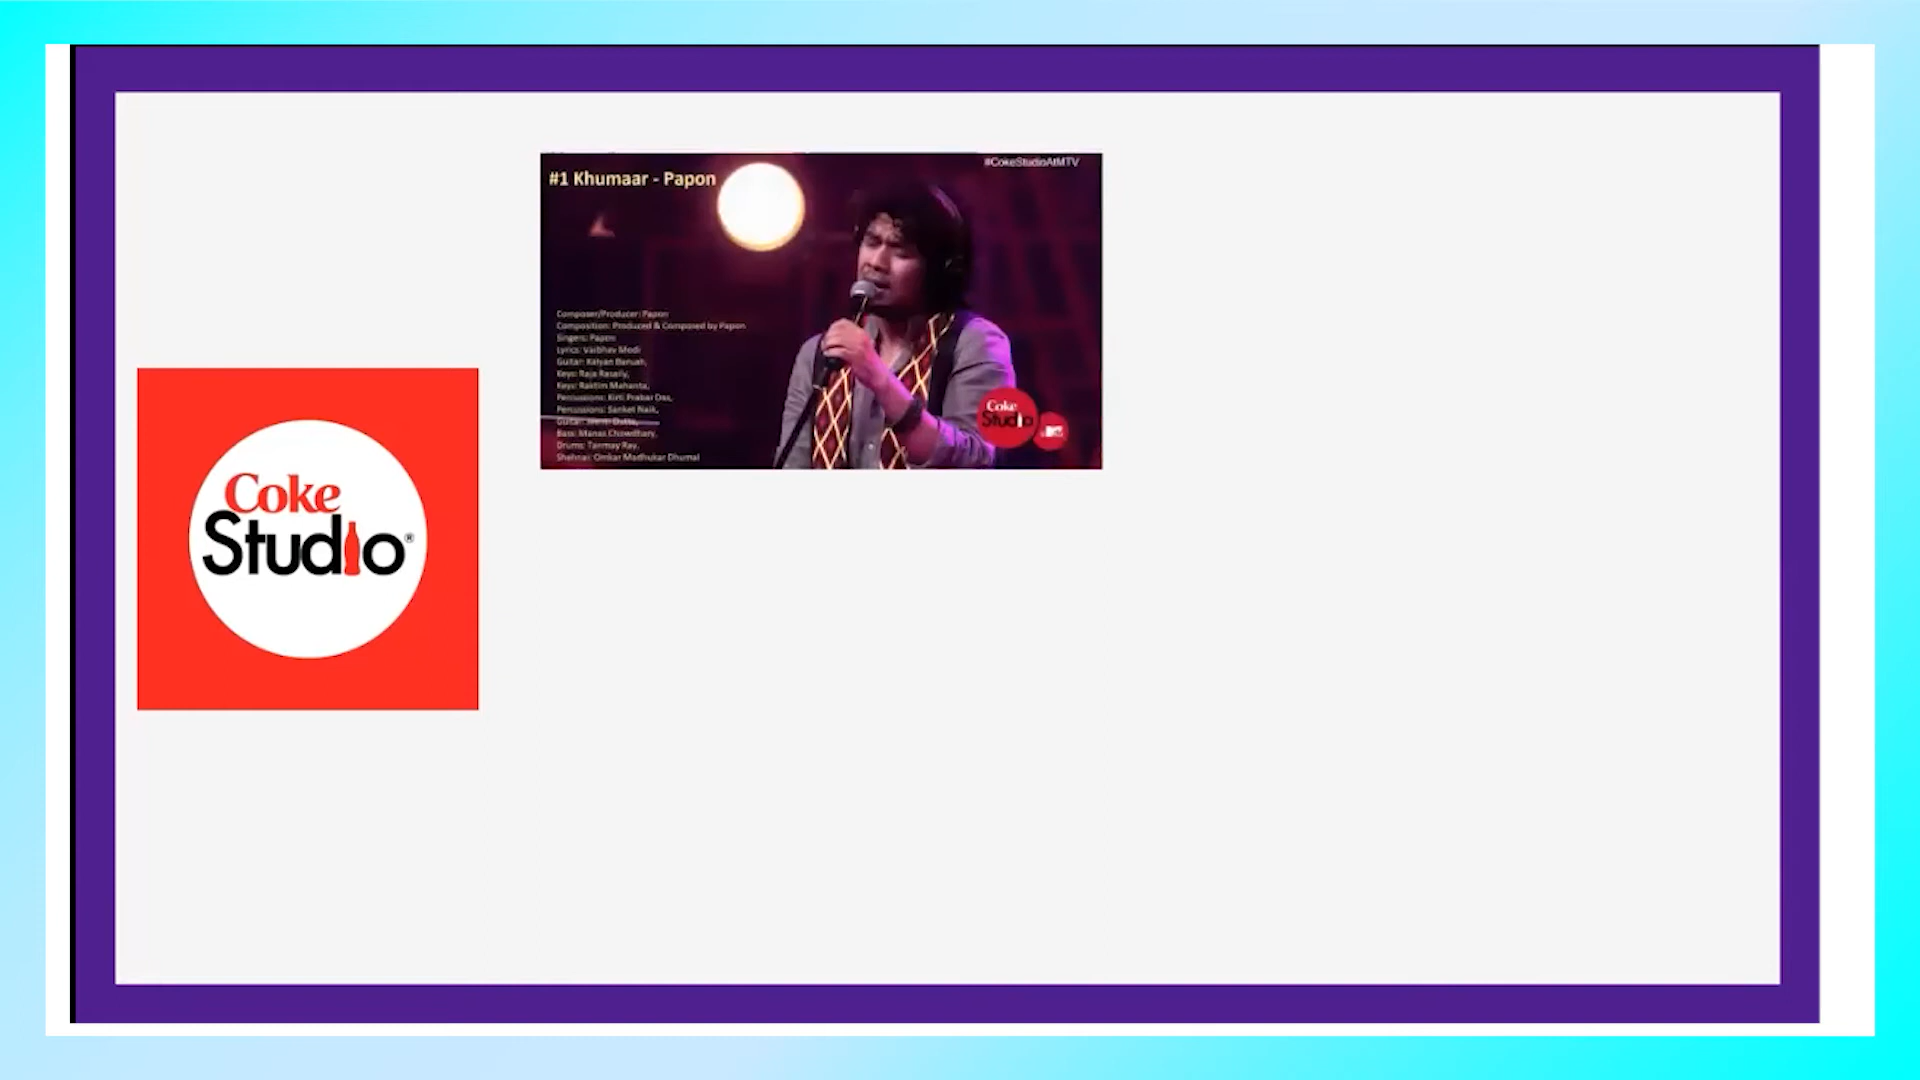 #CokeStudioAtMTV
#1 Khumaar - Papon
Composer/Producer: Papon
Composition: Produced & Composed by Papon
Singers: Papon
Lyrics: Vaibhav Modi
Guitar: Kalyan Baruah,
Keys: Raja Rasaily,
Keys: Raktim Mahanta,
Percussions: Kirti Prabar Das,
Percussions: Sanket Naik,
Guitar:
Bass: Manas Chowdhary,
Drums: Tanmay Ray,
Shehnai: Omkar Madhukar Dhumal
Coke
Studio
Coke
Studio®